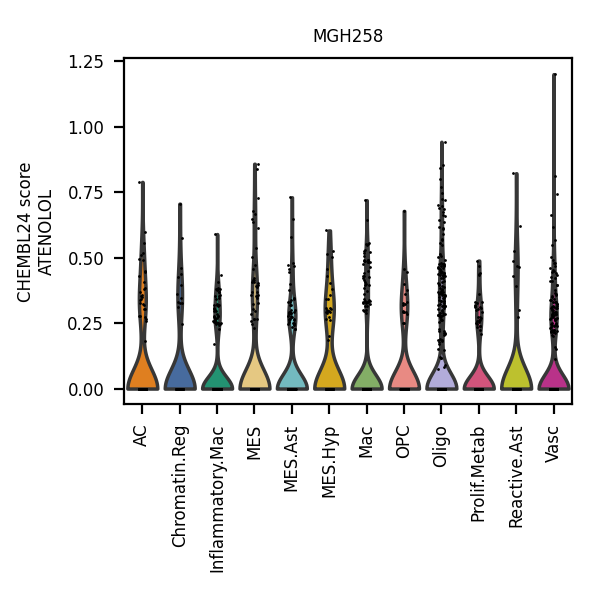 MGH258
CHEMBL24 score
ATENOLOL
1.25
1.00
0.75
0.50
0.25
0.00
AC
Chromatin.Reg
Inflammatory.Mac
MES
MES.Ast
MES.Hyp
Mac
OPC
Oligo
Prolif.Metab
Reactive.Ast
Vasc